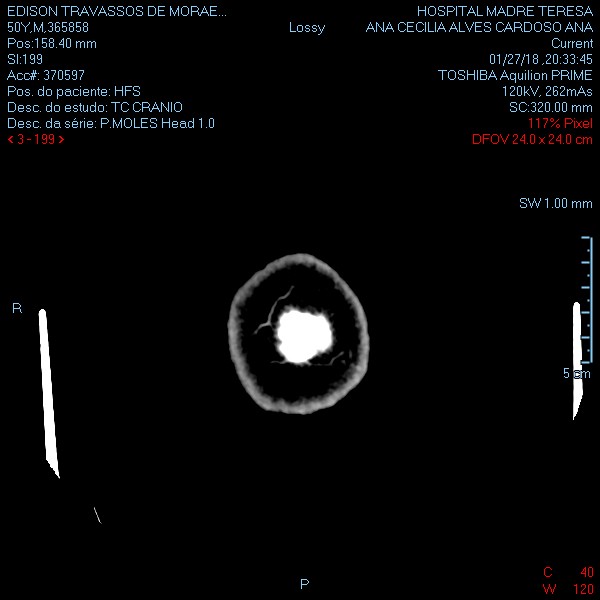 EDISON TRAVASSOS DE MORAE...
50Y,M,365858
Pos:158.40 mm
SI:199
Acc#: 370597
Pos. do paciente: HFS
Desc. do estudo: TC CRANIO
Desc. da série: P.MOLES Head 1.0
< 3 - 199 >
Lossy
HOSPITAL MADRE TERESA
ANA CECILIA ALVES CARDOSO ANA
Current
01/27/18 ,20:33:45
TOSHIBA Aquilion PRIME
120kV, 262mAs
SC:320.00 mm
117% Pixel
DFOV 24.0 x 24.0 cm
SW 1.00 mm
R
5 cm
P
C 40
W 120